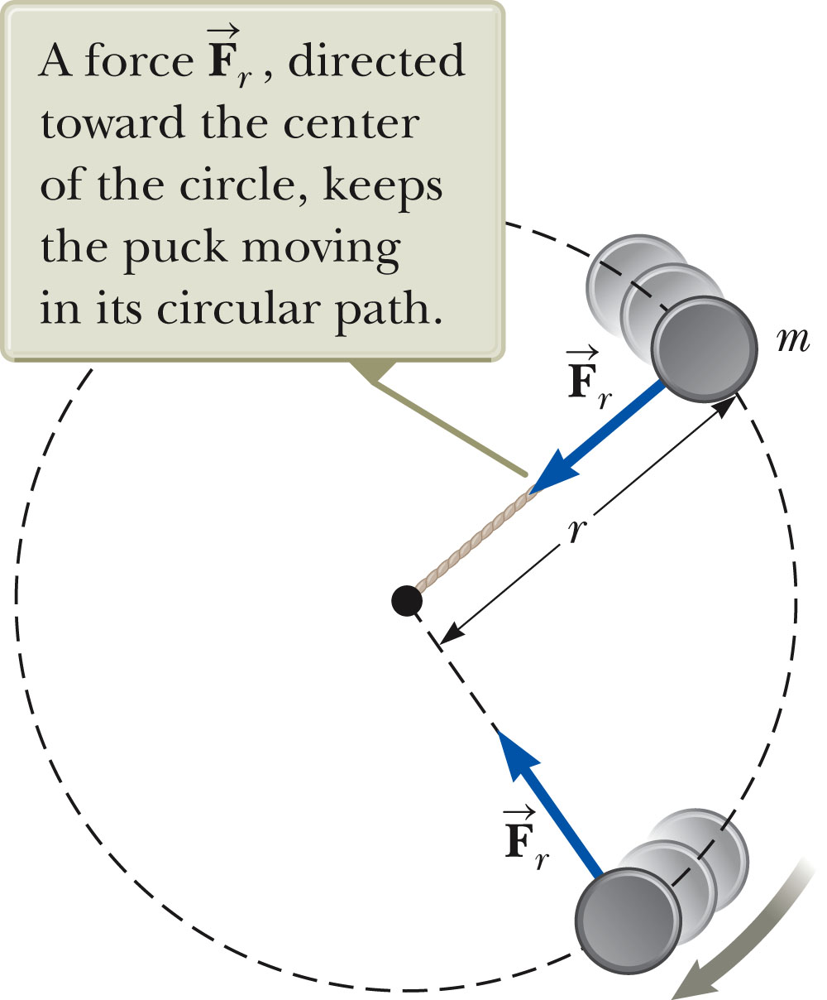 A force F⃗r , directed
toward the center
of the circle, keeps
the puck moving
in its circular path.
m
F⃗r
r
F⃗r